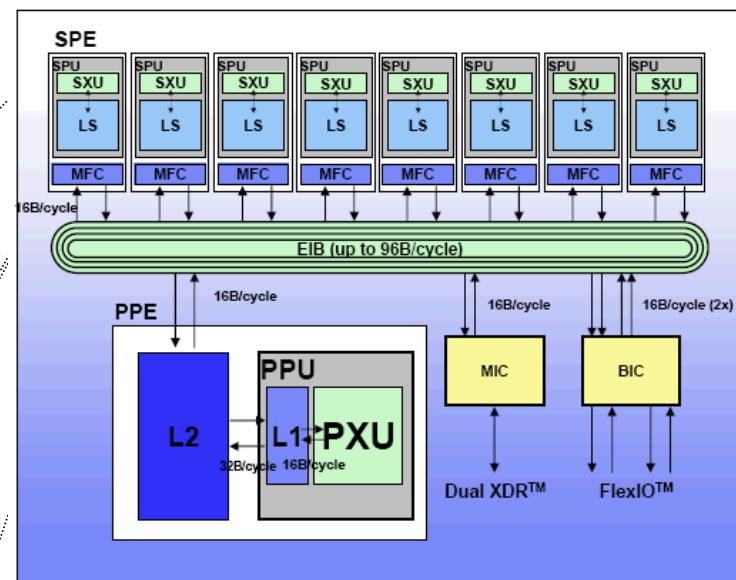 SPE
SPU SPU SPU SPU SPU SPU SPU SPU
SXU SXU SXU SXU SXU SXU SXU SXU
LS LS LS LS LS LS LS LS
MFC MFC MFC MFC MFC MFC MFC MFC
16B/cycle
EIB (up to 96B/cycle)
16B/cycle 16B/cycle 16B/cycle (2x)
PPE
PPU
MIC BIC
L2 L1 PXU
32B/cycle 16B/cycle
Dual XDR™ FlexIO™